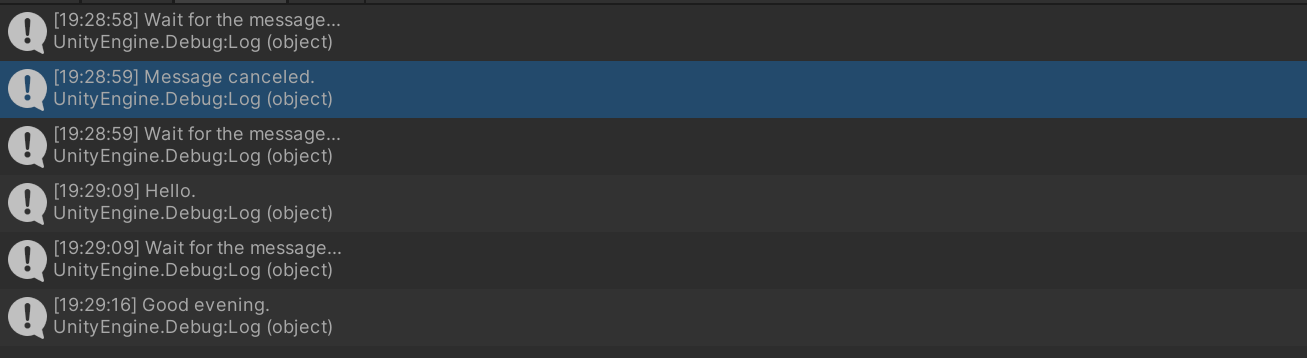 [19:28:58] Wait for the message...
UnityEngine.Debug:Log (object)
[19:28:59] Message canceled.
UnityEngine.Debug:Log (object)
[19:28:59] Wait for the message...
UnityEngine.Debug:Log (object)
[19:29:09] Hello.
UnityEngine.Debug:Log (object)
[19:29:09] Wait for the message...
UnityEngine.Debug:Log (object)
[19:29:16] Good evening.
UnityEngine.Debug:Log (object)